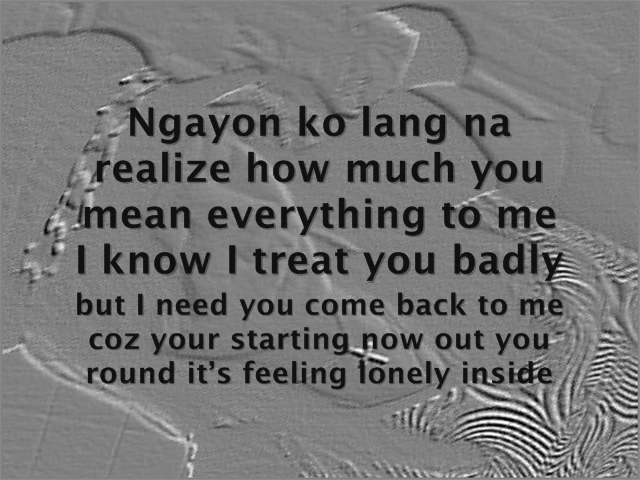 Ngayon ko lang na
realize how much you
mean everything to me
I know I treat you badly
but I need you come back to me
coz your starting now out you
round it's feeling lonely inside